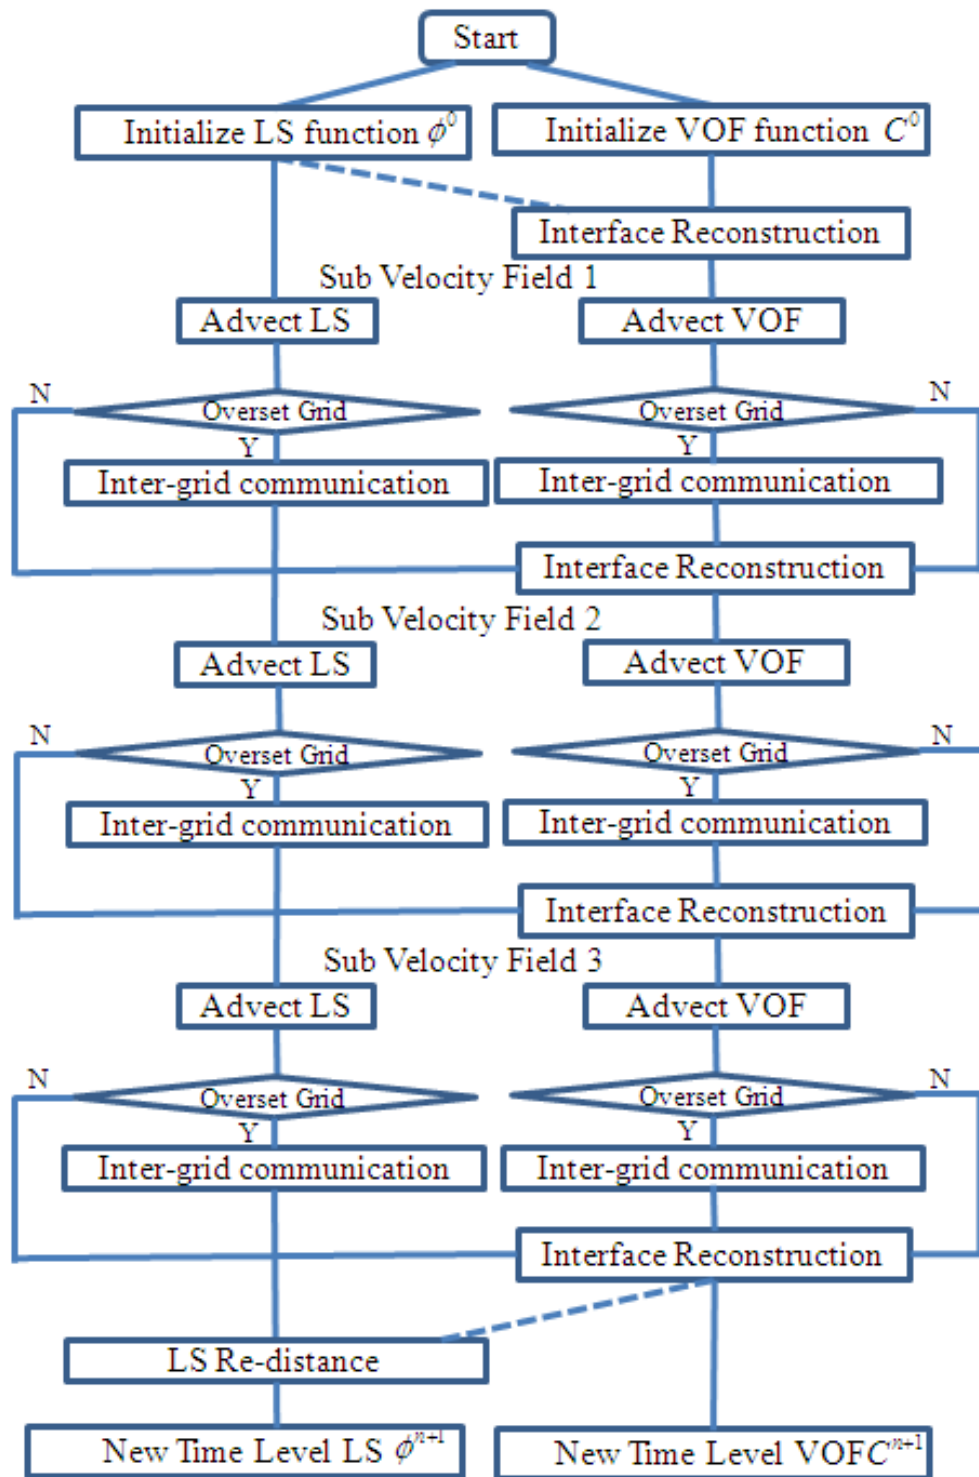 Start
Initialize LS function ϕ⁰
Initialize VOF function C⁰
Interface Reconstruction
Sub Velocity Field 1
Advect LS
Advect VOF
N
Overset Grid
Overset Grid
N
Y
Y
Inter-grid communication
Inter-grid communication
Interface Reconstruction
Sub Velocity Field 2
Advect LS
Advect VOF
N
Overset Grid
Overset Grid
N
Y
Y
Inter-grid communication
Inter-grid communication
Interface Reconstruction
Sub Velocity Field 3
Advect LS
Advect VOF
N
Overset Grid
Overset Grid
N
Y
Y
Inter-grid communication
Inter-grid communication
Interface Reconstruction
LS Re-distance
New Time Level LS ϕⁿ⁺¹
New Time Level VOFCⁿ⁺¹